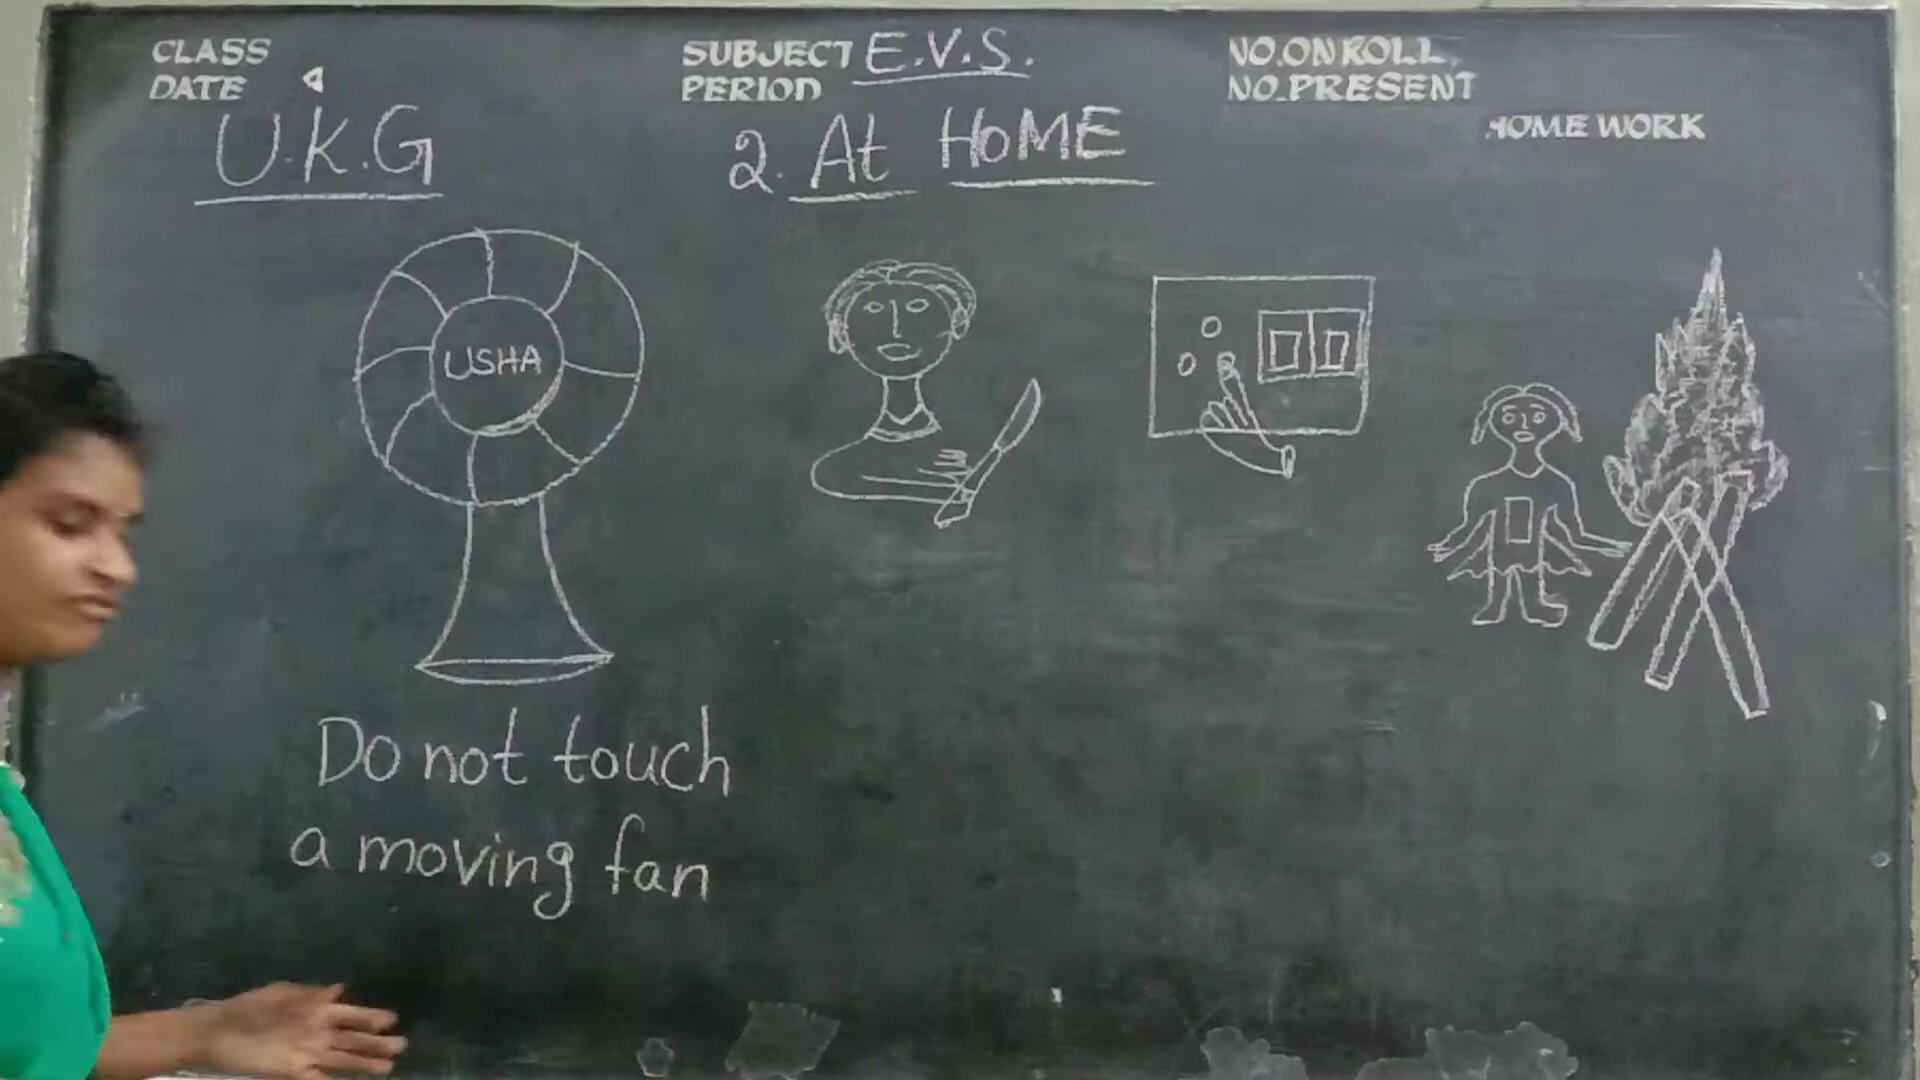 CLASS
DATE
U.K.G
SUBJECT E.V.S.
PERIOD
2. At HoME
NO.ON ROLL
NO.PRESENT
HOME WORK
USHA
Do not touch
a moving fan